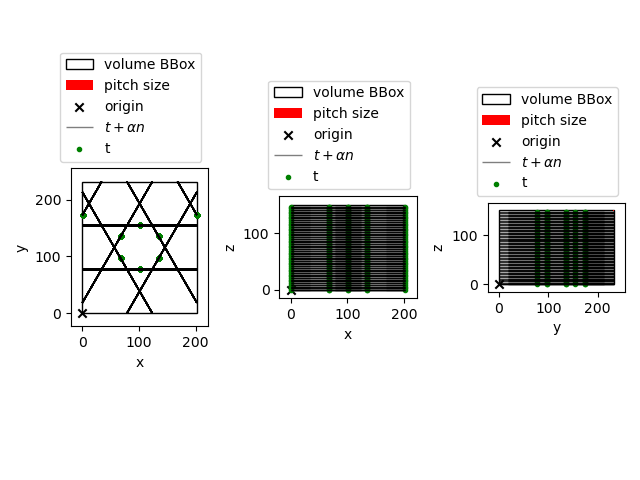 volume BBox
pitch size
origin
t + αn
t
200
100
0
y
0
200
x
volume BBox
pitch size
origin
t + αn
t
100
0
z
0
100
200
x
volume BBox
pitch size
origin
t + αn
t
100
0
z
0
100
200
y